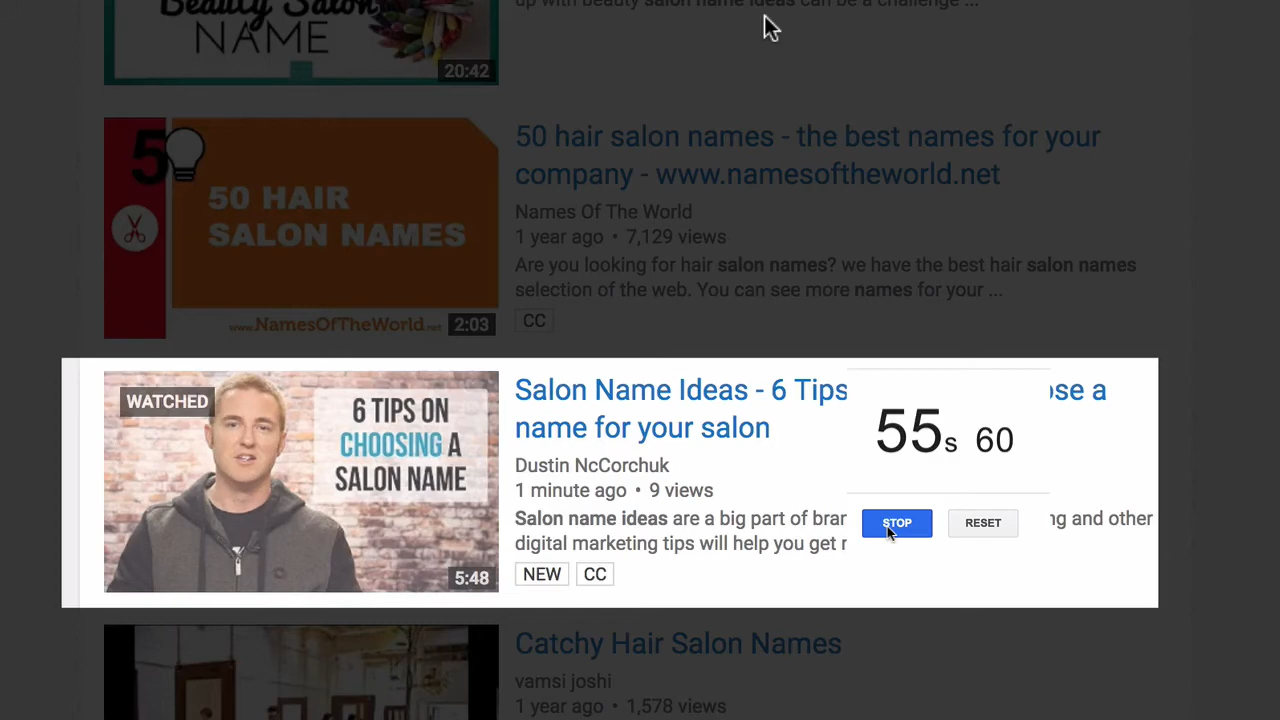 Beauty Salon
NAME
20:42
up with beauty salon name ideas can be a challenge ...
5
50 HAIR
SALON NAMES
www.NamesOfTheWorld.net
2:03
50 hair salon names - the best names for your
company - www.namesoftheworld.net
Names Of The World
1 year ago • 7,129 views
Are you looking for hair salon names? we have the best hair salon names
selection of the web. You can see more names for your ...
CC
WATCHED
6 TIPS ON
CHOOSING A
SALON NAME
5:48
Salon Name Ideas - 6 Tips
name for your salon
Dustin NcCorchuk
1 minute ago • 9 views
Salon name ideas are a big part of
digital marketing tips will help you get
NEW CC
55s 60
STOP RESET
a
and other
Catchy Hair Salon Names
vamsi joshi
1 year ago • 1,578 views